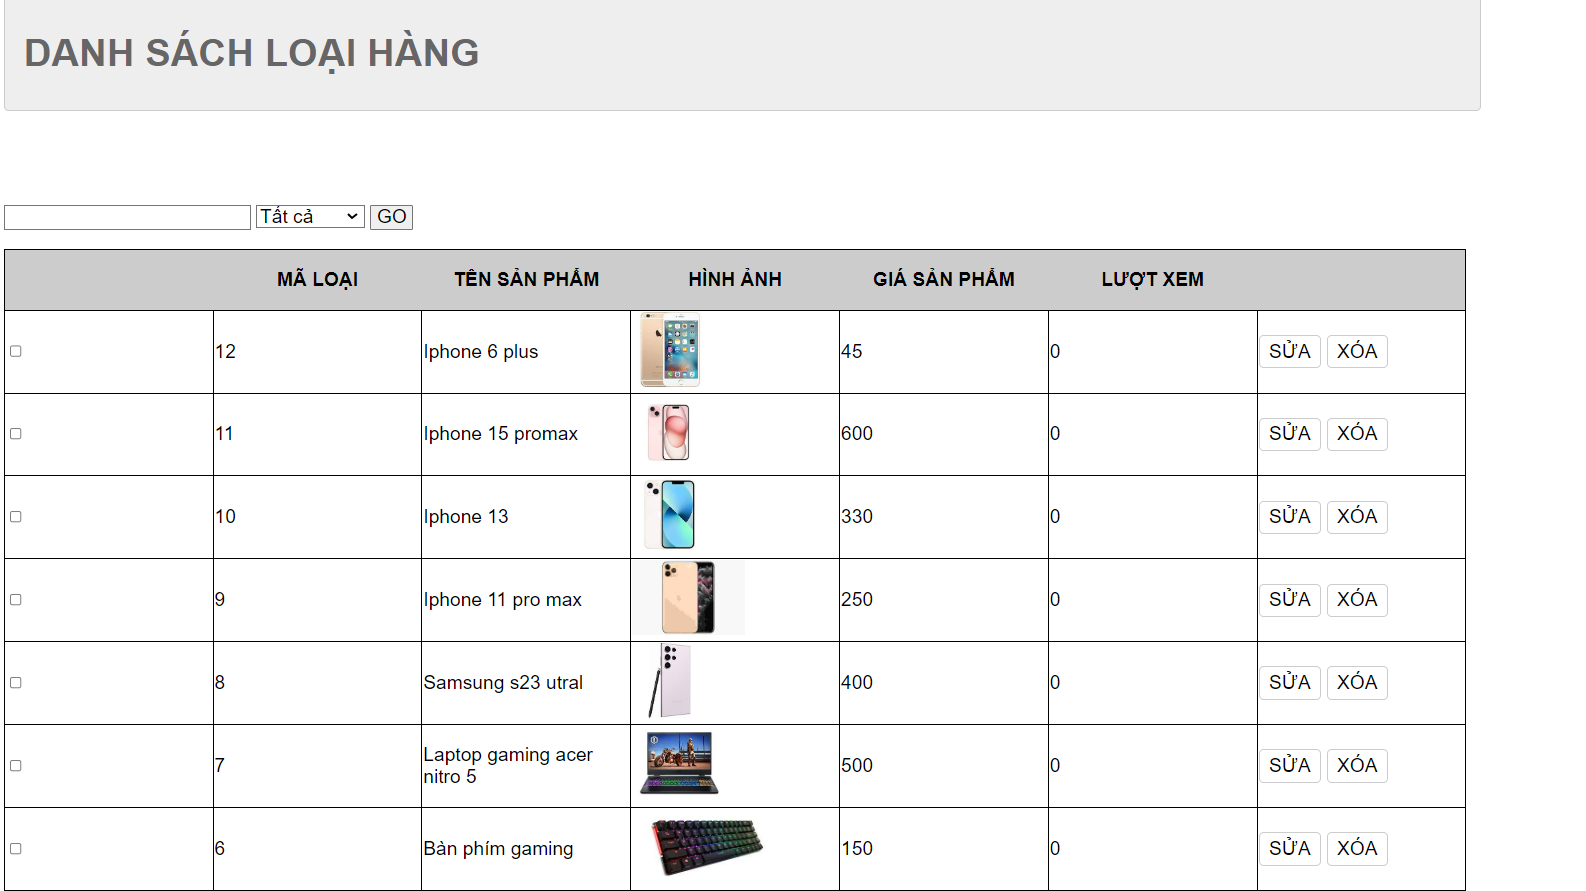 DANH SÁCH LOẠI HÀNG
Tất cả GO
MÃ LOẠI TÊN SẢN PHẨM HÌNH ẢNH GIÁ SẢN PHẨM LƯỢT XEM
12 Iphone 6 plus 45 0 SỬA XÓA
11 Iphone 15 promax 600 0 SỬA XÓA
10 Iphone 13 330 0 SỬA XÓA
9 Iphone 11 pro max 250 0 SỬA XÓA
8 Samsung s23 utral 400 0 SỬA XÓA
7 Laptop gaming acer nitro 5 500 0 SỬA XÓA
6 Bàn phím gaming 150 0 SỬA XÓA